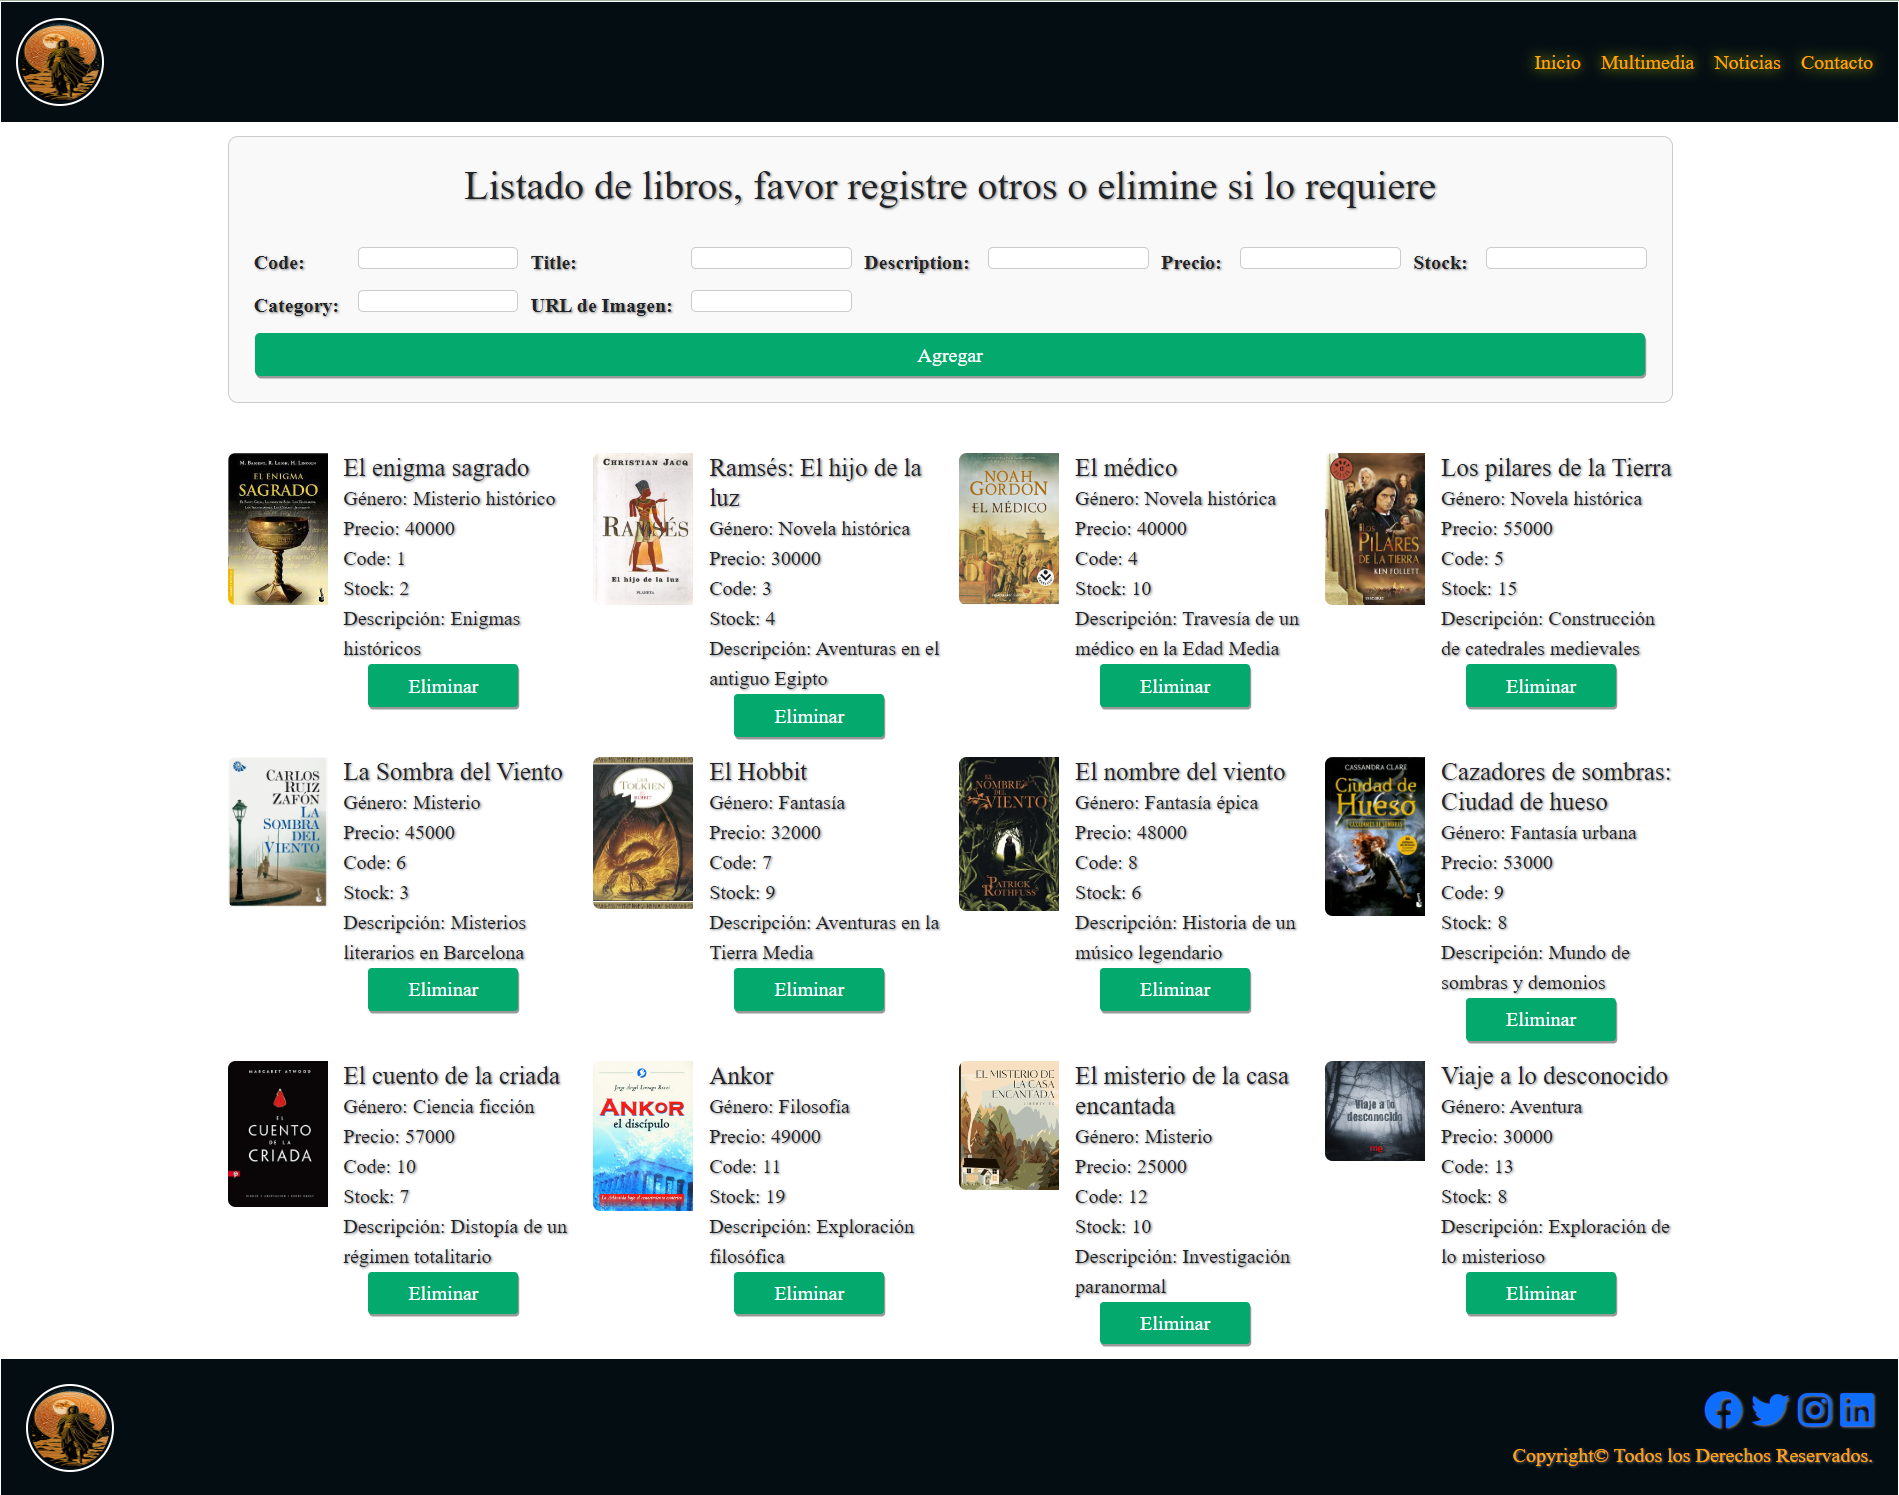 Inicio Multimedia Noticias Contacto
Listado de libros, favor registre otros o elimine si lo requiere
Code: Title: Description: Precio: Stock:
Category: URL de Imagen:
Agregar
M. Baigent, R. Leigh, H. Lincoln
EL ENIGMA
SAGRADO
El enigma sagrado
Género: Misterio histórico
Precio: 40000
Code: 1
Stock: 2
Descripción: Enigmas
históricos
Eliminar
CHRISTIAN JACQ
RAMSÉS
El hijo de la luz
PLANETA
Ramsés: El hijo de la
luz
Género: Novela histórica
Precio: 30000
Code: 3
Stock: 4
Descripción: Aventuras en el
antiguo Egipto
Eliminar
NOAH
GORDON
EL MÉDICO
El médico
Género: Novela histórica
Precio: 40000
Code: 4
Stock: 10
Descripción: Travesía de un
médico en la Edad Media
Eliminar
LOS
PILARES
DE LA TIERRA
KEN FOLLETT
Los pilares de la Tierra
Género: Novela histórica
Precio: 55000
Code: 5
Stock: 15
Descripción: Construcción
de catedrales medievales
Eliminar
CARLOS
RUIZ
ZAFÓN
LA
SOMBRA
DEL
VIENTO
La Sombra del Viento
Género: Misterio
Precio: 45000
Code: 6
Stock: 3
Descripción: Misterios
literarios en Barcelona
Eliminar
TOLKIEN
El Hobbit
Género: Fantasía
Precio: 32000
Code: 7
Stock: 9
Descripción: Aventuras en la
Tierra Media
Eliminar
EL
NOMBRE
DEL
VIENTO
PATRICK
ROTHFUSS
El nombre del viento
Género: Fantasía épica
Precio: 48000
Code: 8
Stock: 6
Descripción: Historia de un
músico legendario
Eliminar
CASSANDRA CLARE
Ciudad de
Hueso
CAZADORES DE SOMBRAS
Cazadores de sombras:
Ciudad de hueso
Género: Fantasía urbana
Precio: 53000
Code: 9
Stock: 8
Descripción: Mundo de
sombras y demonios
Eliminar
MARGARET ATWOOD
EL
CUENTO
DE LA
CRIADA
El cuento de la criada
Género: Ciencia ficción
Precio: 57000
Code: 10
Stock: 7
Descripción: Distopía de un
régimen totalitario
Eliminar
Jorge Ángel Livraga Rizzi
ANKOR
el discípulo
Ankor
Género: Filosofía
Precio: 49000
Code: 11
Stock: 19
Descripción: Exploración
filosófica
Eliminar
EL MISTERIO DE
LA CASA
ENCANTADA
El misterio de la casa
encantada
Género: Misterio
Precio: 25000
Code: 12
Stock: 10
Descripción: Investigación
paranormal
Eliminar
Viaje a lo
desconocido
Viaje a lo desconocido
Género: Aventura
Precio: 30000
Code: 13
Stock: 8
Descripción: Exploración de
lo misterioso
Eliminar
Copyright© Todos los Derechos Reservados.